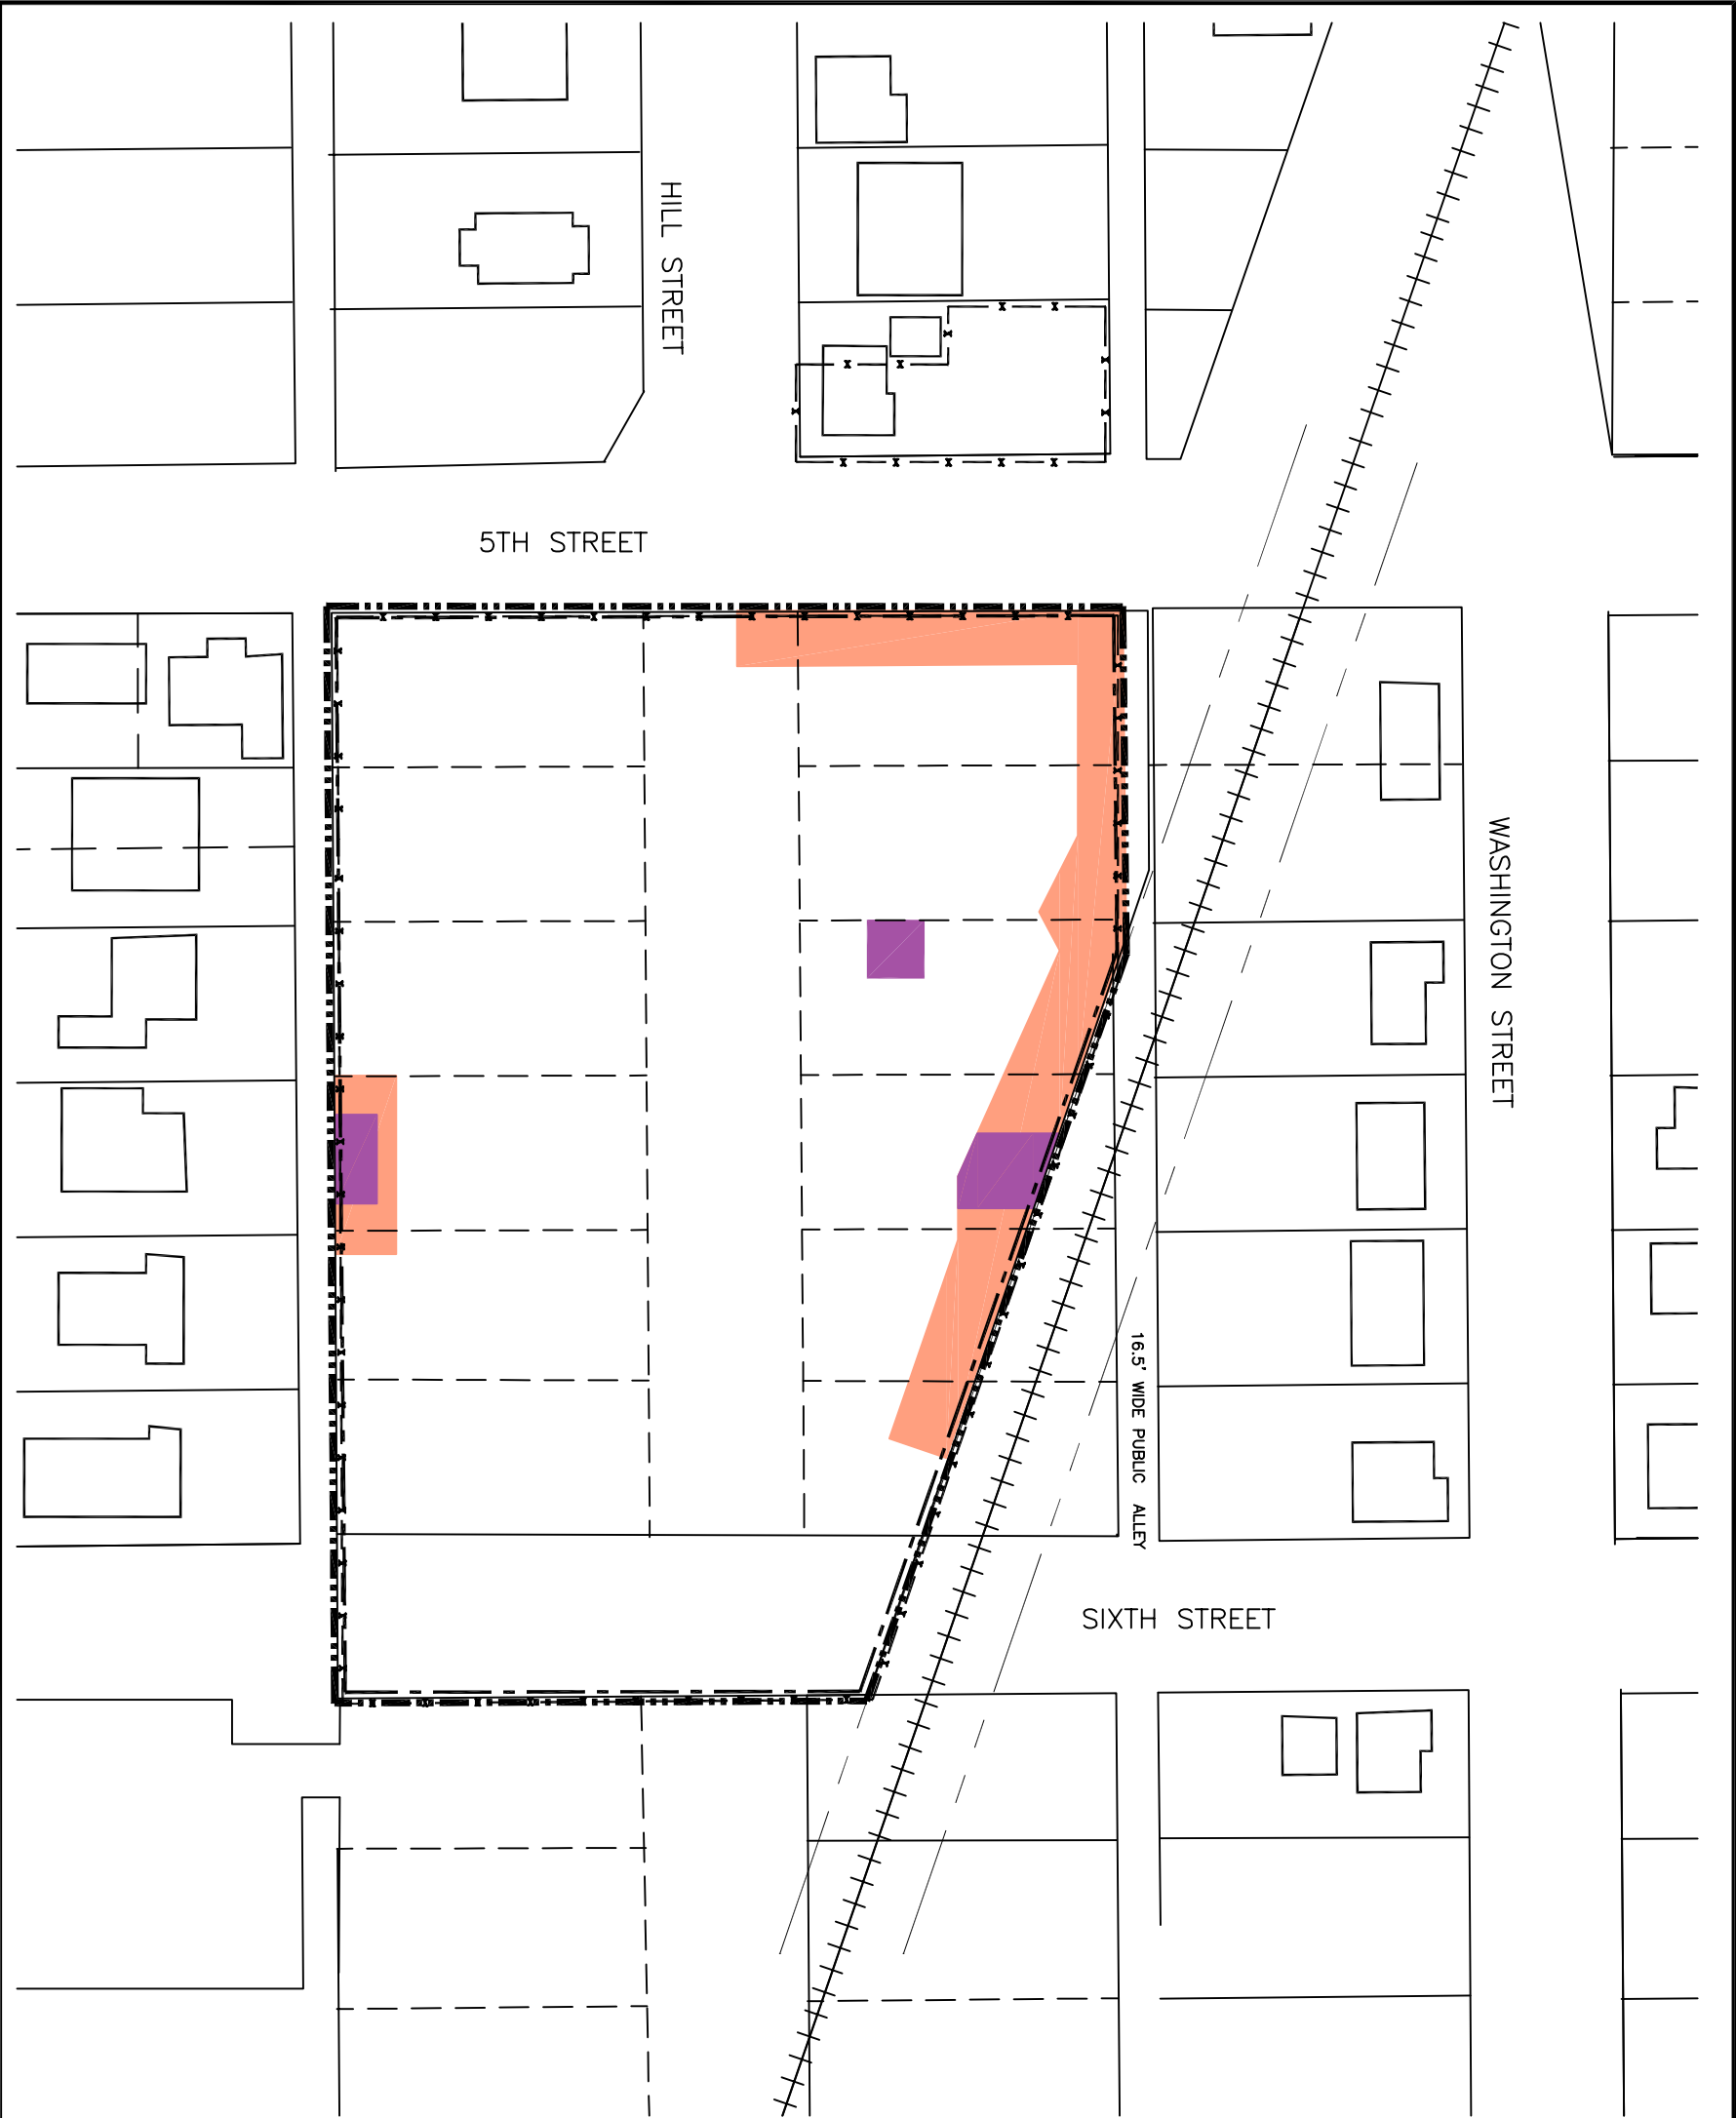 HILL STREET
5TH STREET
WASHINGTON STREET
16.5' WIDE PUBLIC ALLEY
SIXTH STREET